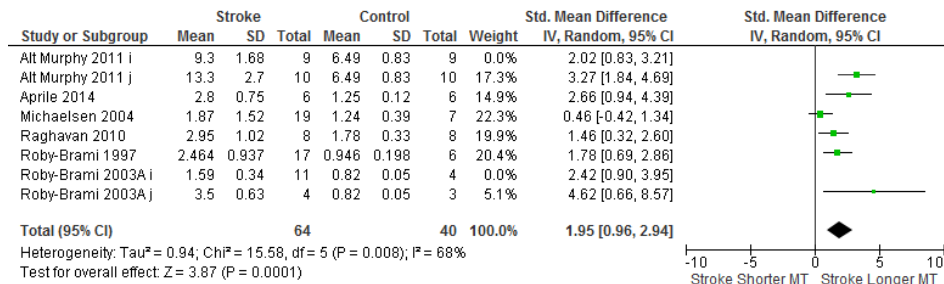 Stroke Control Std. Mean Difference Std. Mean Difference
Study or Subgroup Mean SD Total Mean SD Total Weight IV, Random, 95% CI IV, Random, 95% CI
Alt Murphy 2011 i 9.3 1.68 9 6.49 0.83 9 0.0% 2.02 [0.83, 3.21]
Alt Murphy 2011 j 13.3 2.7 10 6.49 0.83 10 17.3% 3.27 [1.84, 4.69]
Aprile 2014 2.8 0.75 6 1.25 0.12 6 14.9% 2.66 [0.94, 4.39]
Michaelsen 2004 1.87 1.52 19 1.24 0.39 7 22.3% 0.46 [-0.42, 1.34]
Raghavan 2010 2.95 1.02 8 1.78 0.33 8 19.9% 1.46 [0.32, 2.60]
Roby-Brami 1997 2.464 0.937 17 0.946 0.198 6 20.4% 1.78 [0.69, 2.86]
Roby-Brami 2003A i 1.59 0.34 11 0.82 0.05 4 0.0% 2.42 [0.90, 3.95]
Roby-Brami 2003A j 3.5 0.63 4 0.82 0.05 3 5.1% 4.62 [0.66, 8.57]
Total (95% CI) 64 40 100.0% 1.95 [0.96, 2.94]
Heterogeneity: Tau² = 0.94; Chi² = 15.58, df = 5 (P = 0.008); I² = 68%
Test for overall effect: Z = 3.87 (P = 0.0001)
-10 -5 0 5 10
Stroke Shorter MT Stroke Longer MT